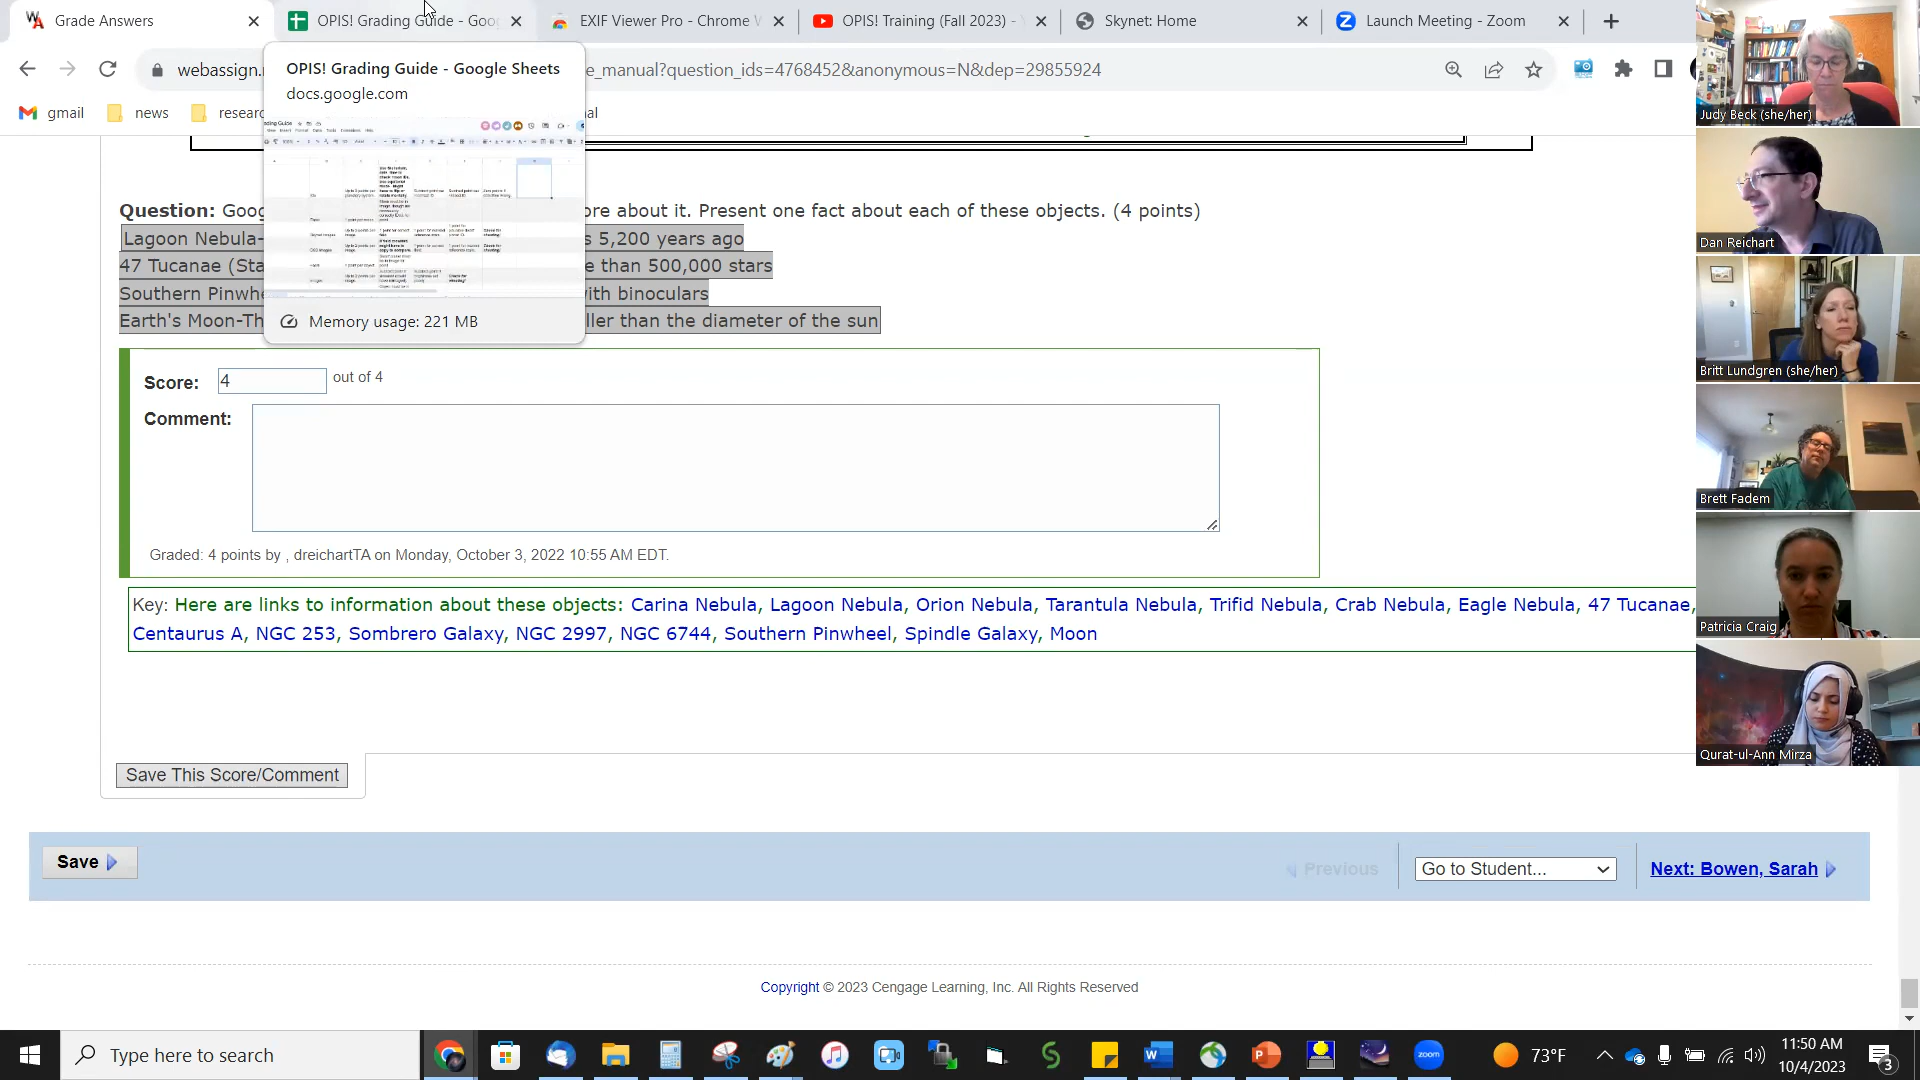 Grade Answers
OPIS! Grading Guide - Goo
EXIF Viewer Pro - Chrome
OPIS! Training (Fall 2023) -
Skynet: Home
Launch Meeting - Zoom
webassign.
e_manual?question_ids=4768452&anonymous=N&dep=29855924
OPIS! Grading Guide - Google Sheets
docs.google.com
gmail
news
researc
al
Memory usage: 221 MB
Question: Goo
ore about it. Present one fact about each of these objects. (4 points)
Lagoon Nebula-
s 5,200 years ago
47 Tucanae (Sta
e than 500,000 stars
Southern Pinwhe
vith binoculars
Earth's Moon-Th
ller than the diameter of the sun
Score: 4 out of 4
Comment:
Graded: 4 points by , dreichartTA on Monday, October 3, 2022 10:55 AM EDT.
Key: Here are links to information about these objects: Carina Nebula, Lagoon Nebula, Orion Nebula, Tarantula Nebula, Trifid Nebula, Crab Nebula, Eagle Nebula, 47 Tucanae,
Centaurus A, NGC 253, Sombrero Galaxy, NGC 2997, NGC 6744, Southern Pinwheel, Spindle Galaxy, Moon
Save This Score/Comment
Save
Previous
Go to Student...
Next: Bowen, Sarah
Copyright © 2023 Cengage Learning, Inc. All Rights Reserved
Judy Beck (she/her)
Dan Reichart
Britt Lundgren (she/her)
Brett Fadem
Patricia Craig
Qurat-ul-Ann Mirza
Type here to search
zoom
73°F
11:50 AM
10/4/2023
3